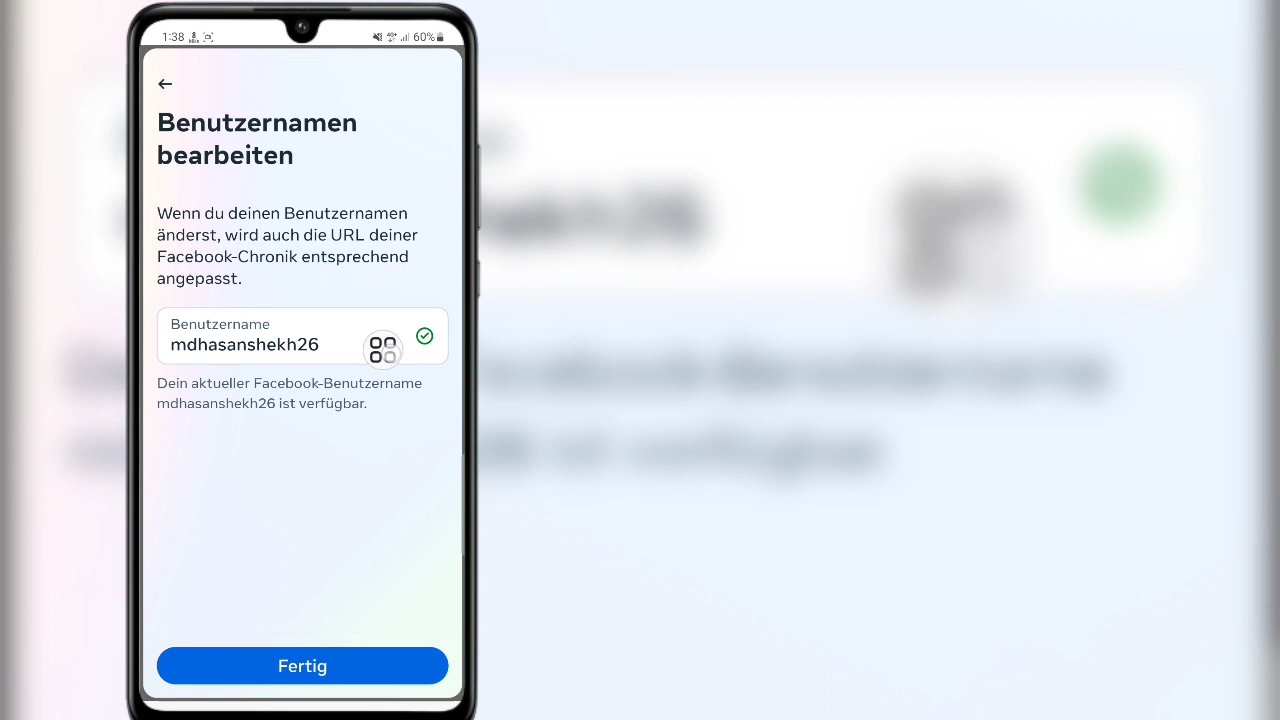 1:38
60%
Benutzernamen
bearbeiten
Wenn du deinen Benutzernamen
änderst, wird auch die URL deiner
Facebook-Chronik entsprechend
angepasst.
Benutzername
mdhasanshekh26
Dein aktueller Facebook-Benutzername
mdhasanshekh26 ist verfügbar.
Fertig